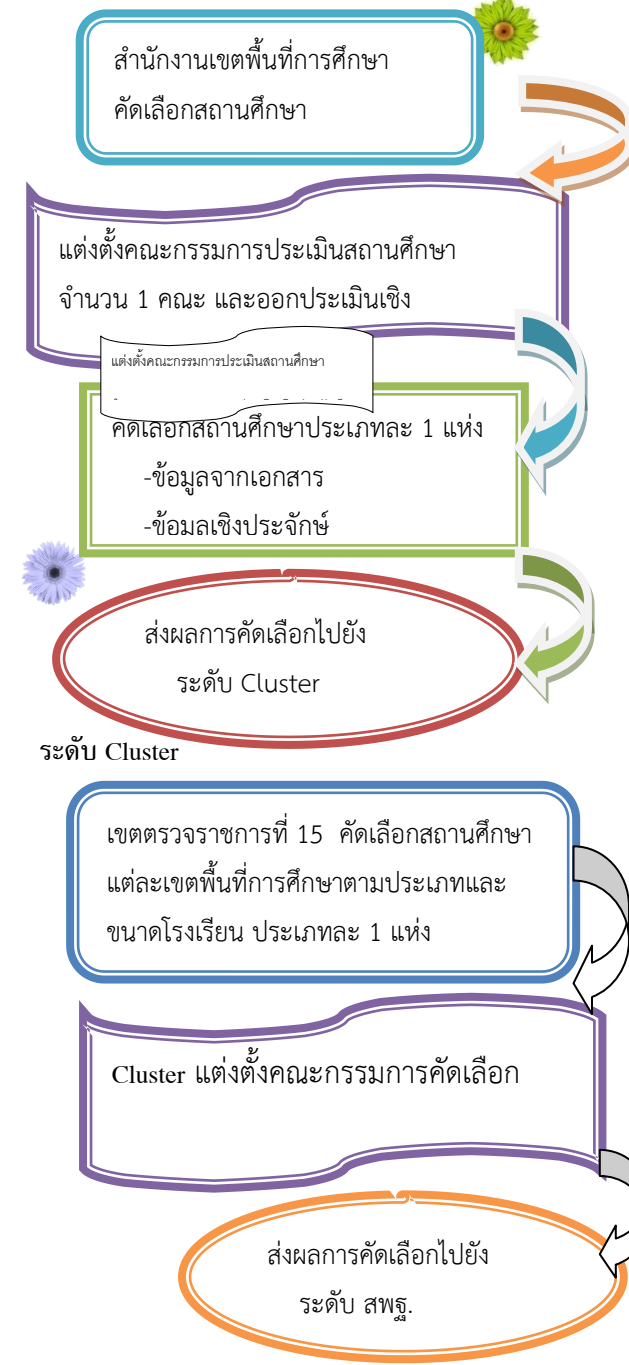 สำนักงานเขตพื้นที่การศึกษา
คัดเลือกสถานศึกษา
แต่งตั้งคณะกรรมการประเมินสถานศึกษา
จำนวน 1 คณะ และออกประเมินเชิง
แต่งตั้งคณะกรรมการประเมินสถานศึกษา
คัดเลือกสถานศึกษาประเภทละ 1 แห่ง
-ข้อมูลจากเอกสาร
-ข้อมลเชิงประจักษ์
ส่งผลการคัดเลือกไปยัง
ระดับ Cluster
ระดับ Cluster
เขตตรวจราชการที่ 15 คัดเลือกสถานศึกษา
แต่ละเขตพื้นที่การศึกษาตามประเภทและ
ขนาดโรงเรียน ประเภทละ 1 แห่ง
Cluster แต่งตั้งคณะกรรมการคัดเลือก
ส่งผลการคัดเลือกไปยัง
ระดับ สพฐ.